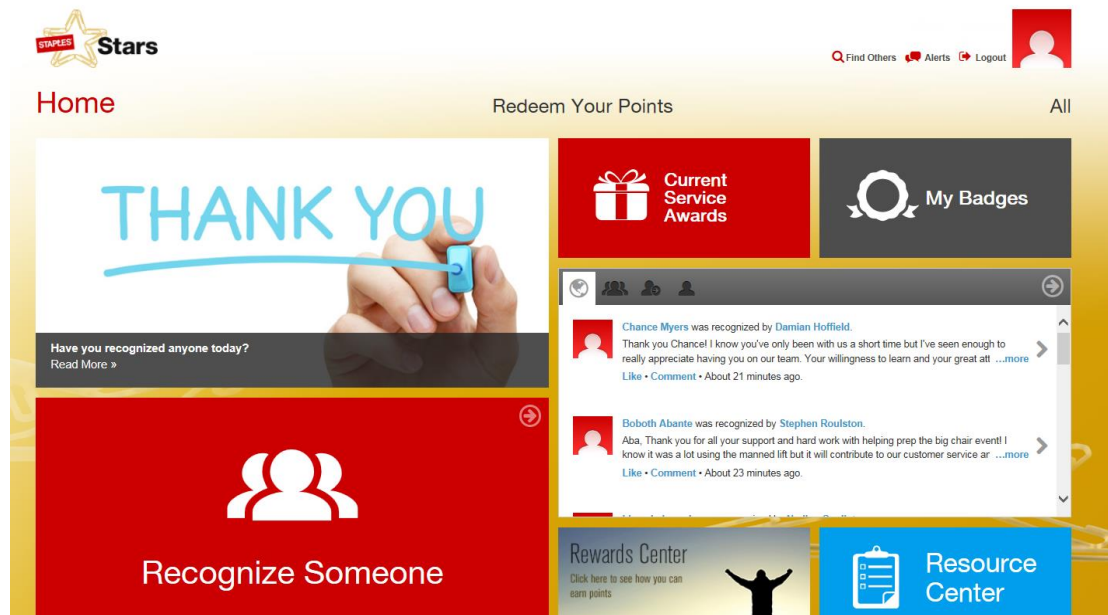 STAPLES Stars
Find Others Alerts Logout
Home
Redeem Your Points
All
THANK YOU
Have you recognized anyone today?
Read More »
Current
Service
Awards
My Badges
Chance Myers was recognized by Damian Hoffield.
Thank you Chance! I know you've only been with us a short time but I've seen enough to
really appreciate having you on our team. Your willingness to learn and your great att ...more
Like • Comment • About 21 minutes ago.
Boboth Abante was recognized by Stephen Roulston.
Aba, Thank you for all your support and hard work with helping prep the big chair event! I
know it was a lot using the manned lift but it will contribute to our customer service ar ...more
Like • Comment • About 23 minutes ago.
Recognize Someone
Rewards Center
Click here to see how you can
earn points
Resource
Center